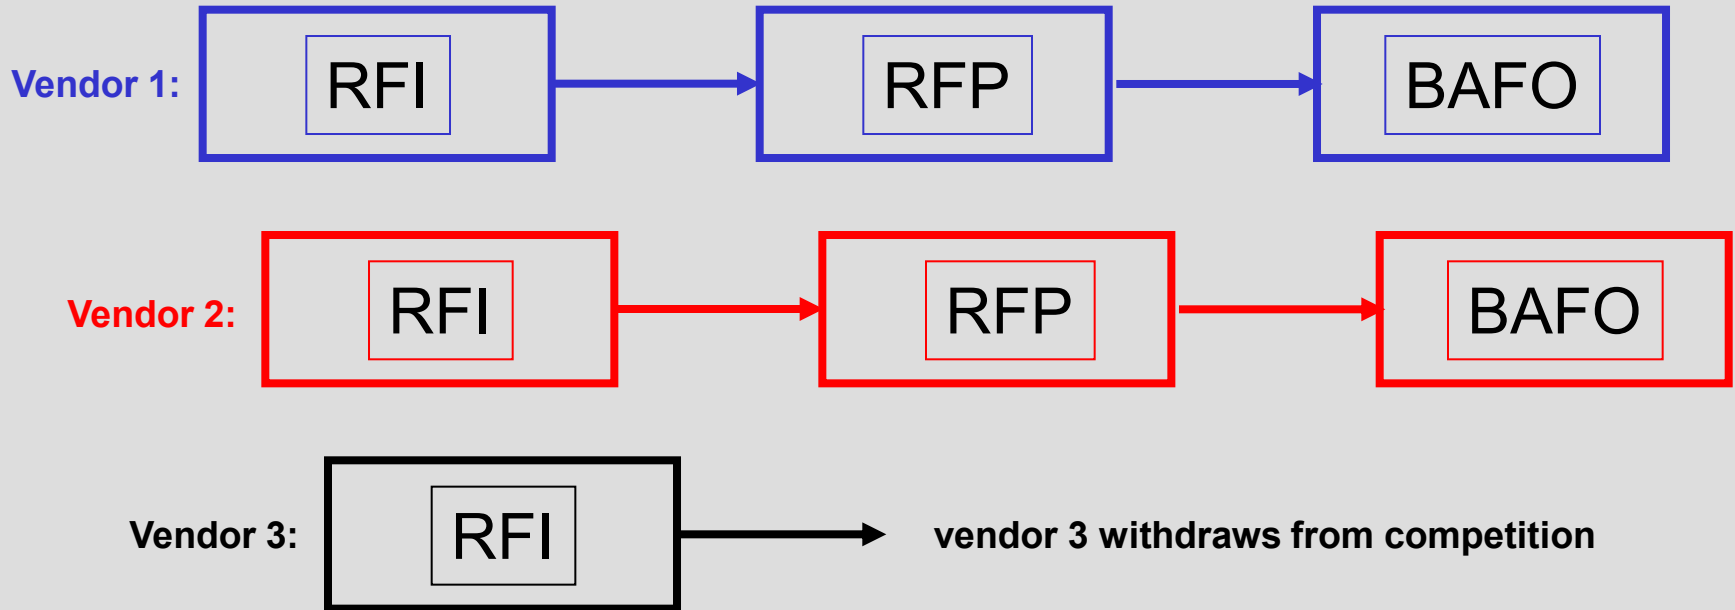 Vendor 1:
RFI
RFP
BAFO
Vendor 2:
RFI
RFP
BAFO
Vendor 3:
RFI
vendor 3 withdraws from competition